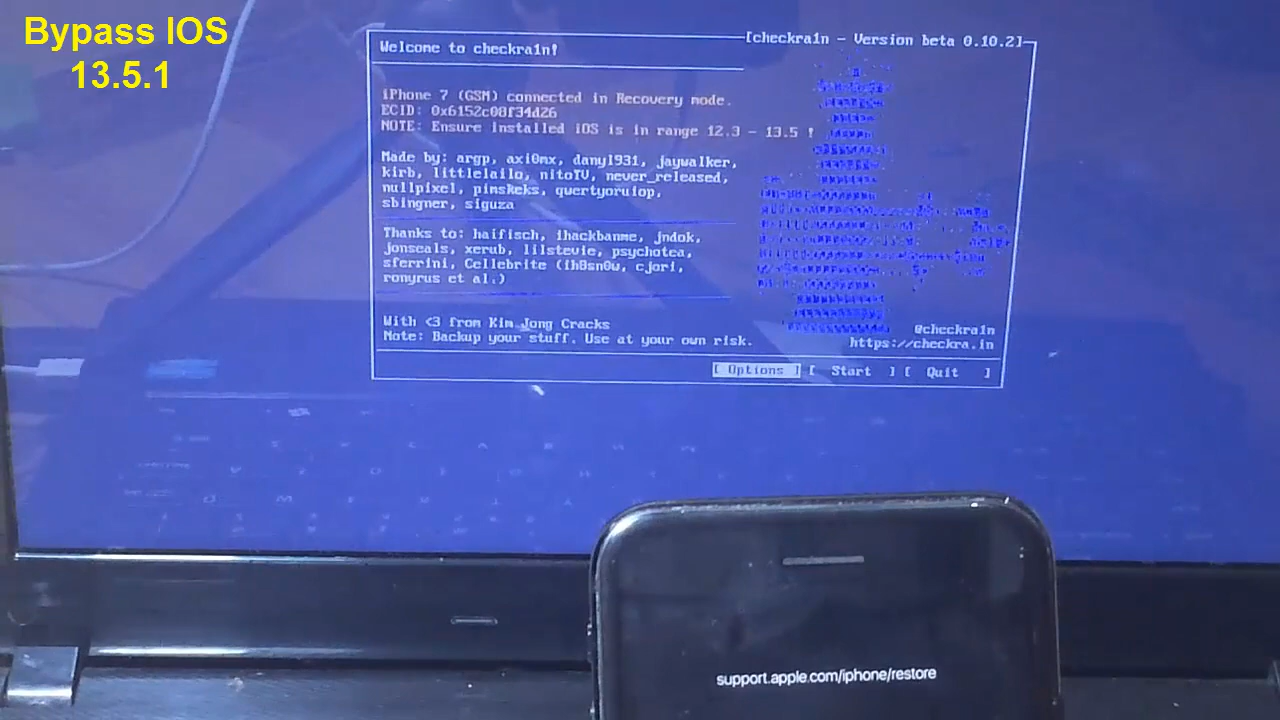 Bypass IOS
13.5.1
[checkra1n - Version beta 0.10.2]
Welcome to checkra1n!
iPhone 7 (GSM) connected in Recovery mode.
ECID: 0x6152c08f34d26
NOTE: Ensure installed iOS is in range 12.3 - 13.5 !
Made by: argp, axi0mx, danyl931, jaywalker,
kirb, littlelailo, nitoTV, never_released,
nullpixel, pimskeks, qwertyoruiop,
sbingner, siguza
Thanks to: haifisch, ihackbanme, jndok,
jonseals, xerub, lilstevie, psychotea,
sferrini, Cellebrite (ih8sn0w, cjori,
ronyrus et al.)
With <3 from Kim Jong Cracks
Note: Backup your stuff. Use at your own risk.
@checkra1n
https://checkra.in
[ Options ] [ Start ] [ Quit ]
support.apple.com/iphone/restore